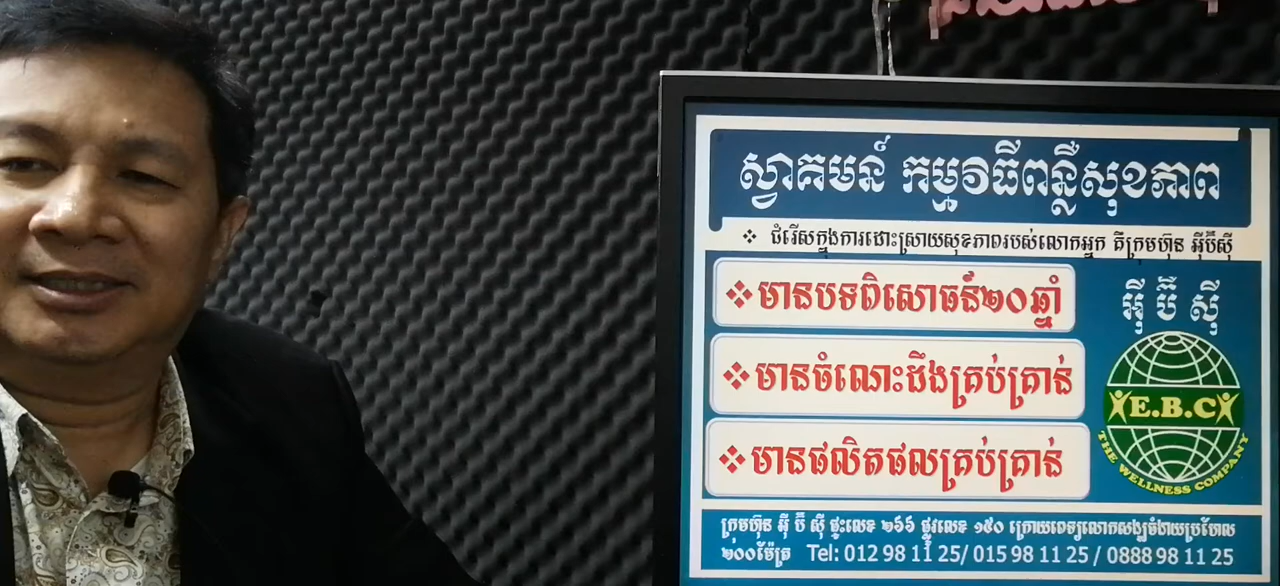 ស្វាគមន៍ កម្មវិធីពន្លឺសុខភាព
❖ ជំរើសក្នុងការដោះស្រាយសុខភាពរបស់លោកអ្នក គឺក្រុមហ៊ុន អ៊ីប៊ីស៊ី
❖មានបទពិសោធន៍២០ឆ្នាំ
❖មានចំណេះដឹងគ្រប់គ្រាន់
❖មានផលិតផលគ្រប់គ្រាន់
អ៊ី ប៊ី ស៊ី
E.B.C
THE WELLNESS COMPANY
ក្រុមហ៊ុន អ៊ី ប៊ី ស៊ី ផ្ទះលេខ ២៦៦ ផ្លូវលេខ ១៥០ ក្រោយពេទ្យលោកសង្ឃចំងាយប្រហែល
២០០ម៉ែត្រ Tel: 012 98 11 25/ 015 98 11 25 / 0888 98 11 25